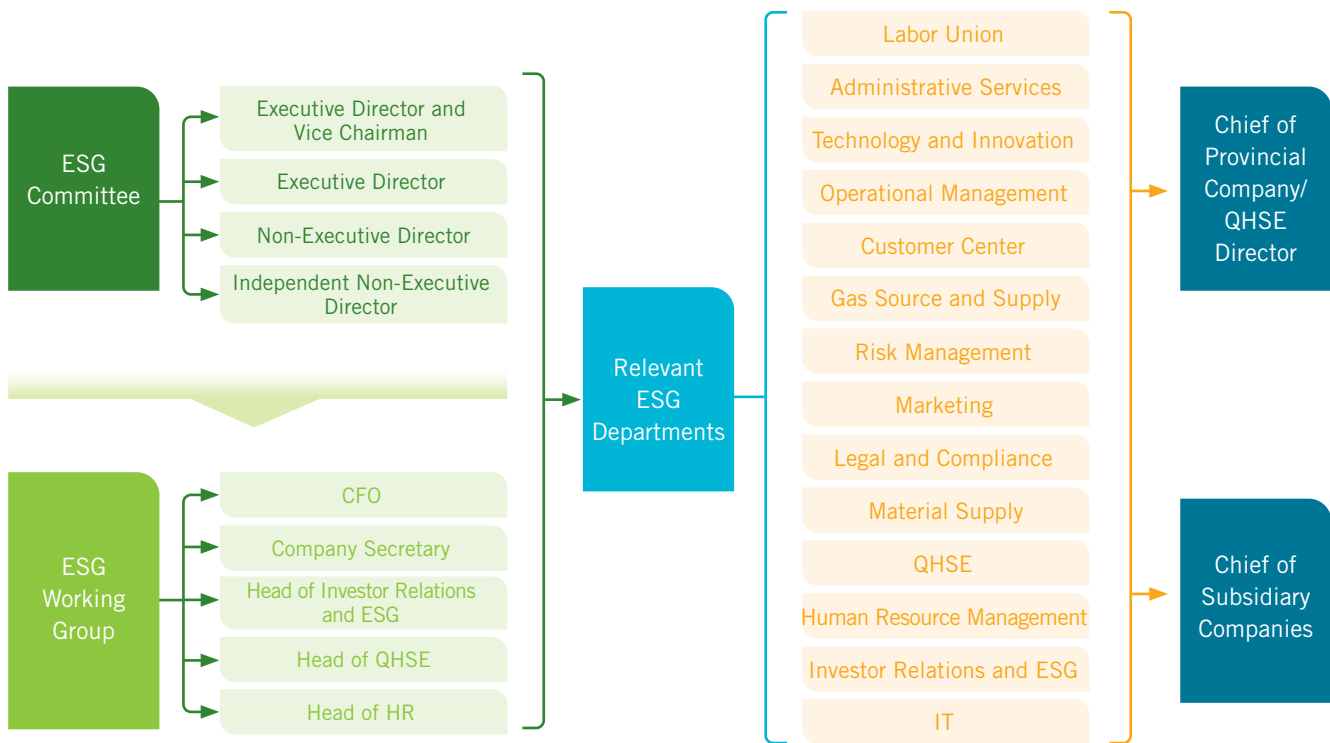 ESG
Committee
Executive Director and
Vice Chairman
Executive Director
Non-Executive Director
Independent Non-Executive
Director
ESG
Working
Group
CFO
Company Secretary
Head of Investor Relations
and ESG
Head of QHSE
Head of HR
Relevant
ESG
Departments
Labor Union
Administrative Services
Technology and Innovation
Operational Management
Customer Center
Gas Source and Supply
Risk Management
Marketing
Legal and Compliance
Material Supply
QHSE
Human Resource Management
Investor Relations and ESG
IT
Chief of
Provincial
Company/
QHSE
Director
Chief of
Subsidiary
Companies